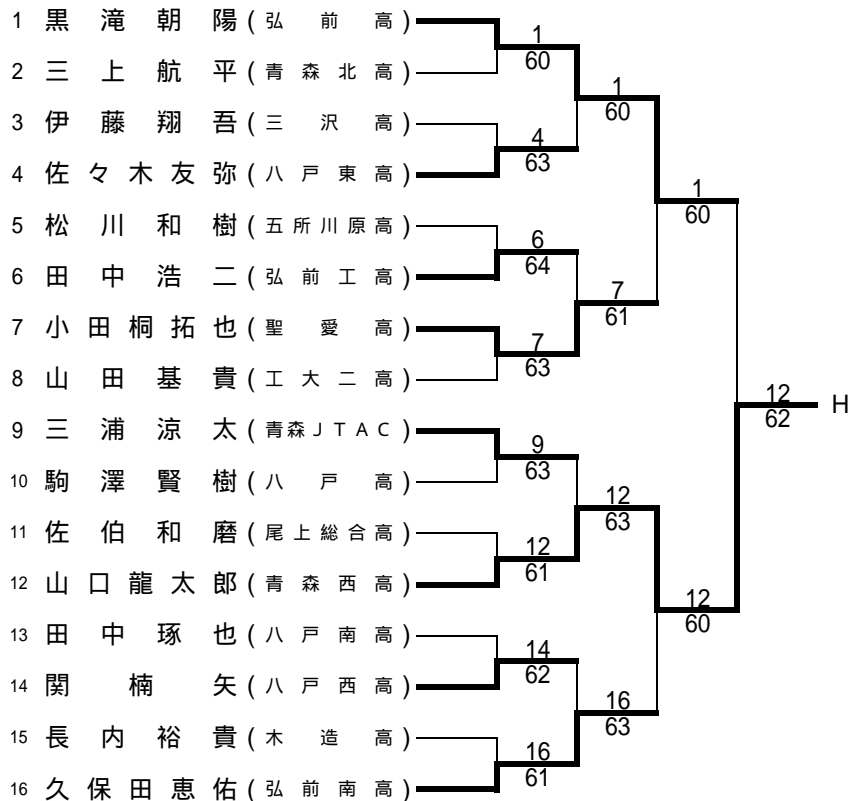 1 黒滝朝陽(弘前高)
2 三上航平(青森北高)
3 伊藤翔吾(三沢高)
4 佐々木友弥(八戸東高)
5 松川和樹(五所川原高)
6 田中浩二(弘前工高)
7 小田桐拓也(聖愛高)
8 山田基貴(工大二高)
9 三浦涼太(青森JTAC)
10 駒澤賢樹(八戸高)
11 佐伯和磨(尾上総合高)
12 山口龍太郎(青森西高)
13 田中琢也(八戸南高)
14 関楠矢(八戸西高)
15 長内裕貴(木造高)
16 久保田恵佑(弘前南高)
1
60
4
63
6
64
7
63
9
63
12
61
14
62
16
61
1
60
7
61
12
63
16
63
1
60
12
60
12
62
H